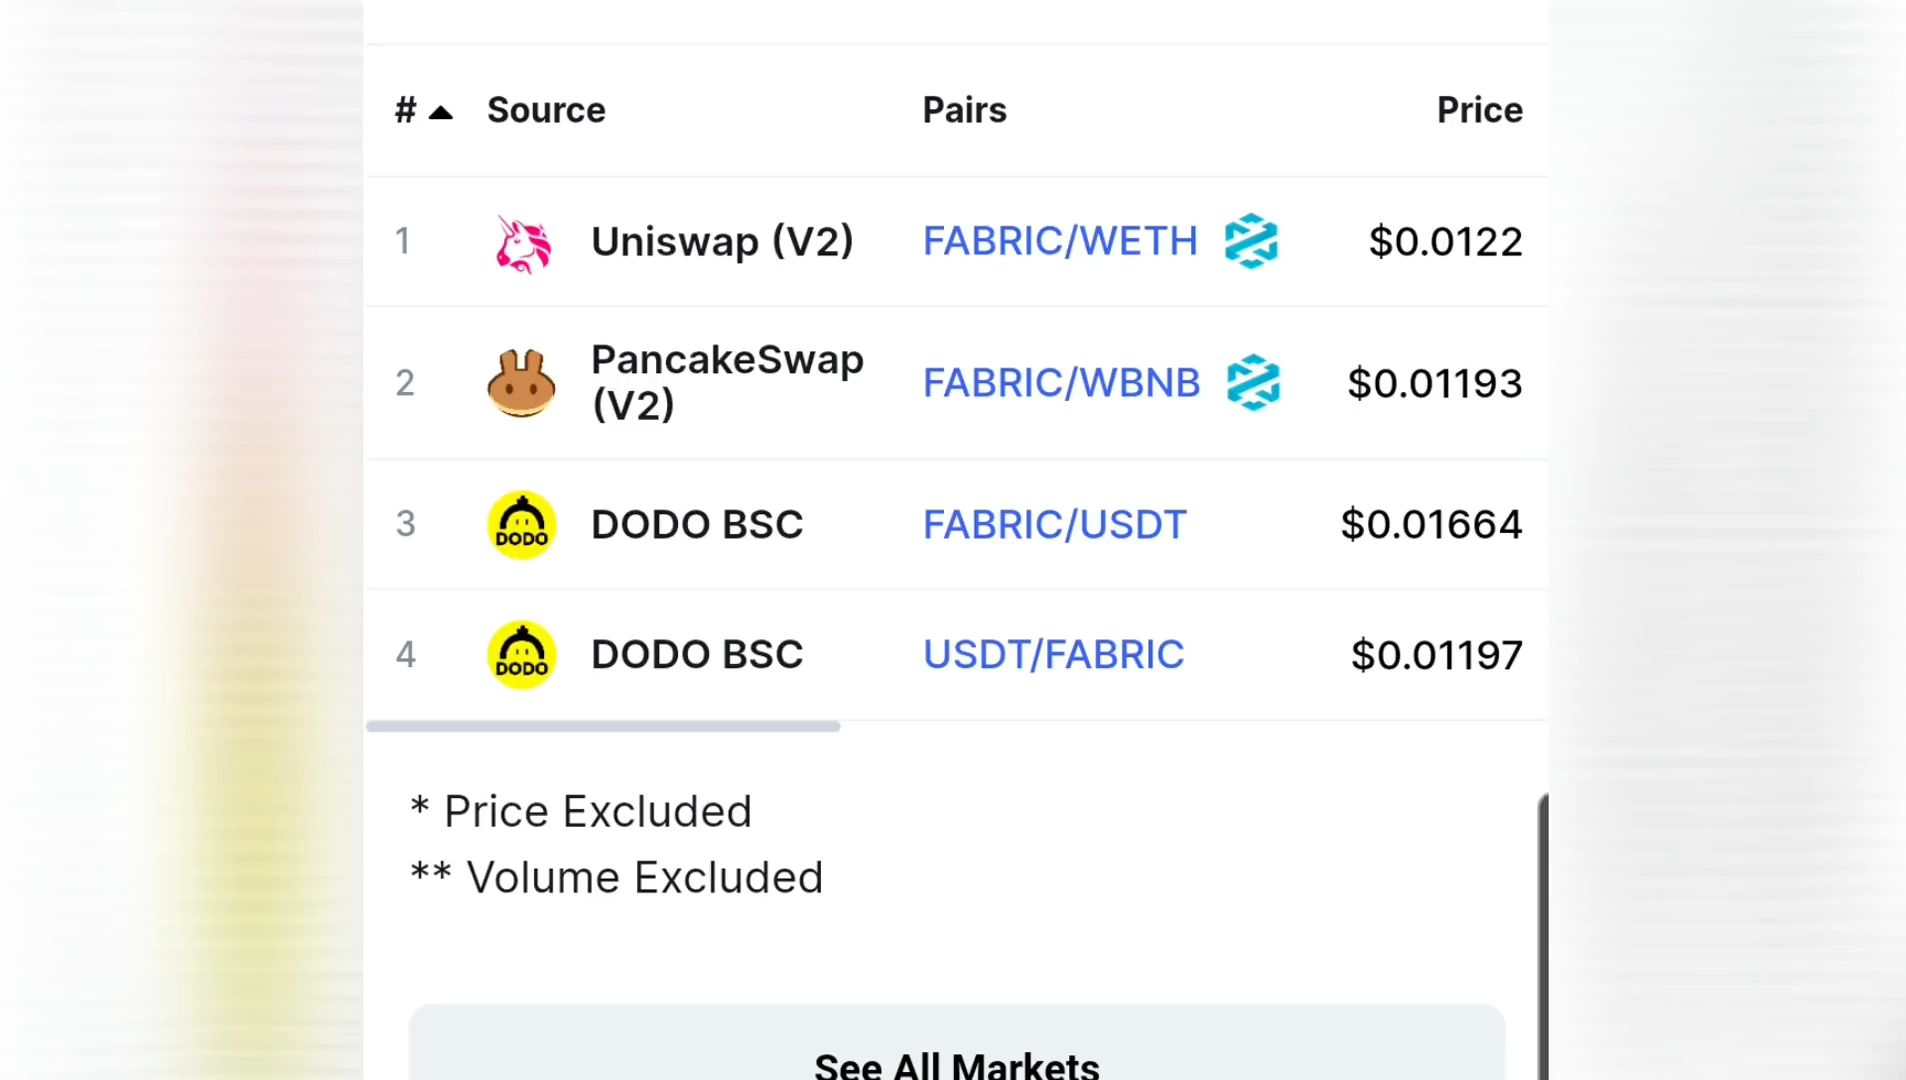 # Source Pairs Price
1 Uniswap (V2) FABRIC/WETH $0.0122
2 PancakeSwap (V2) FABRIC/WBNB $0.01193
3 DODO DODO BSC FABRIC/USDT $0.01664
4 DODO DODO BSC USDT/FABRIC $0.01197
* Price Excluded
** Volume Excluded
See All Markets